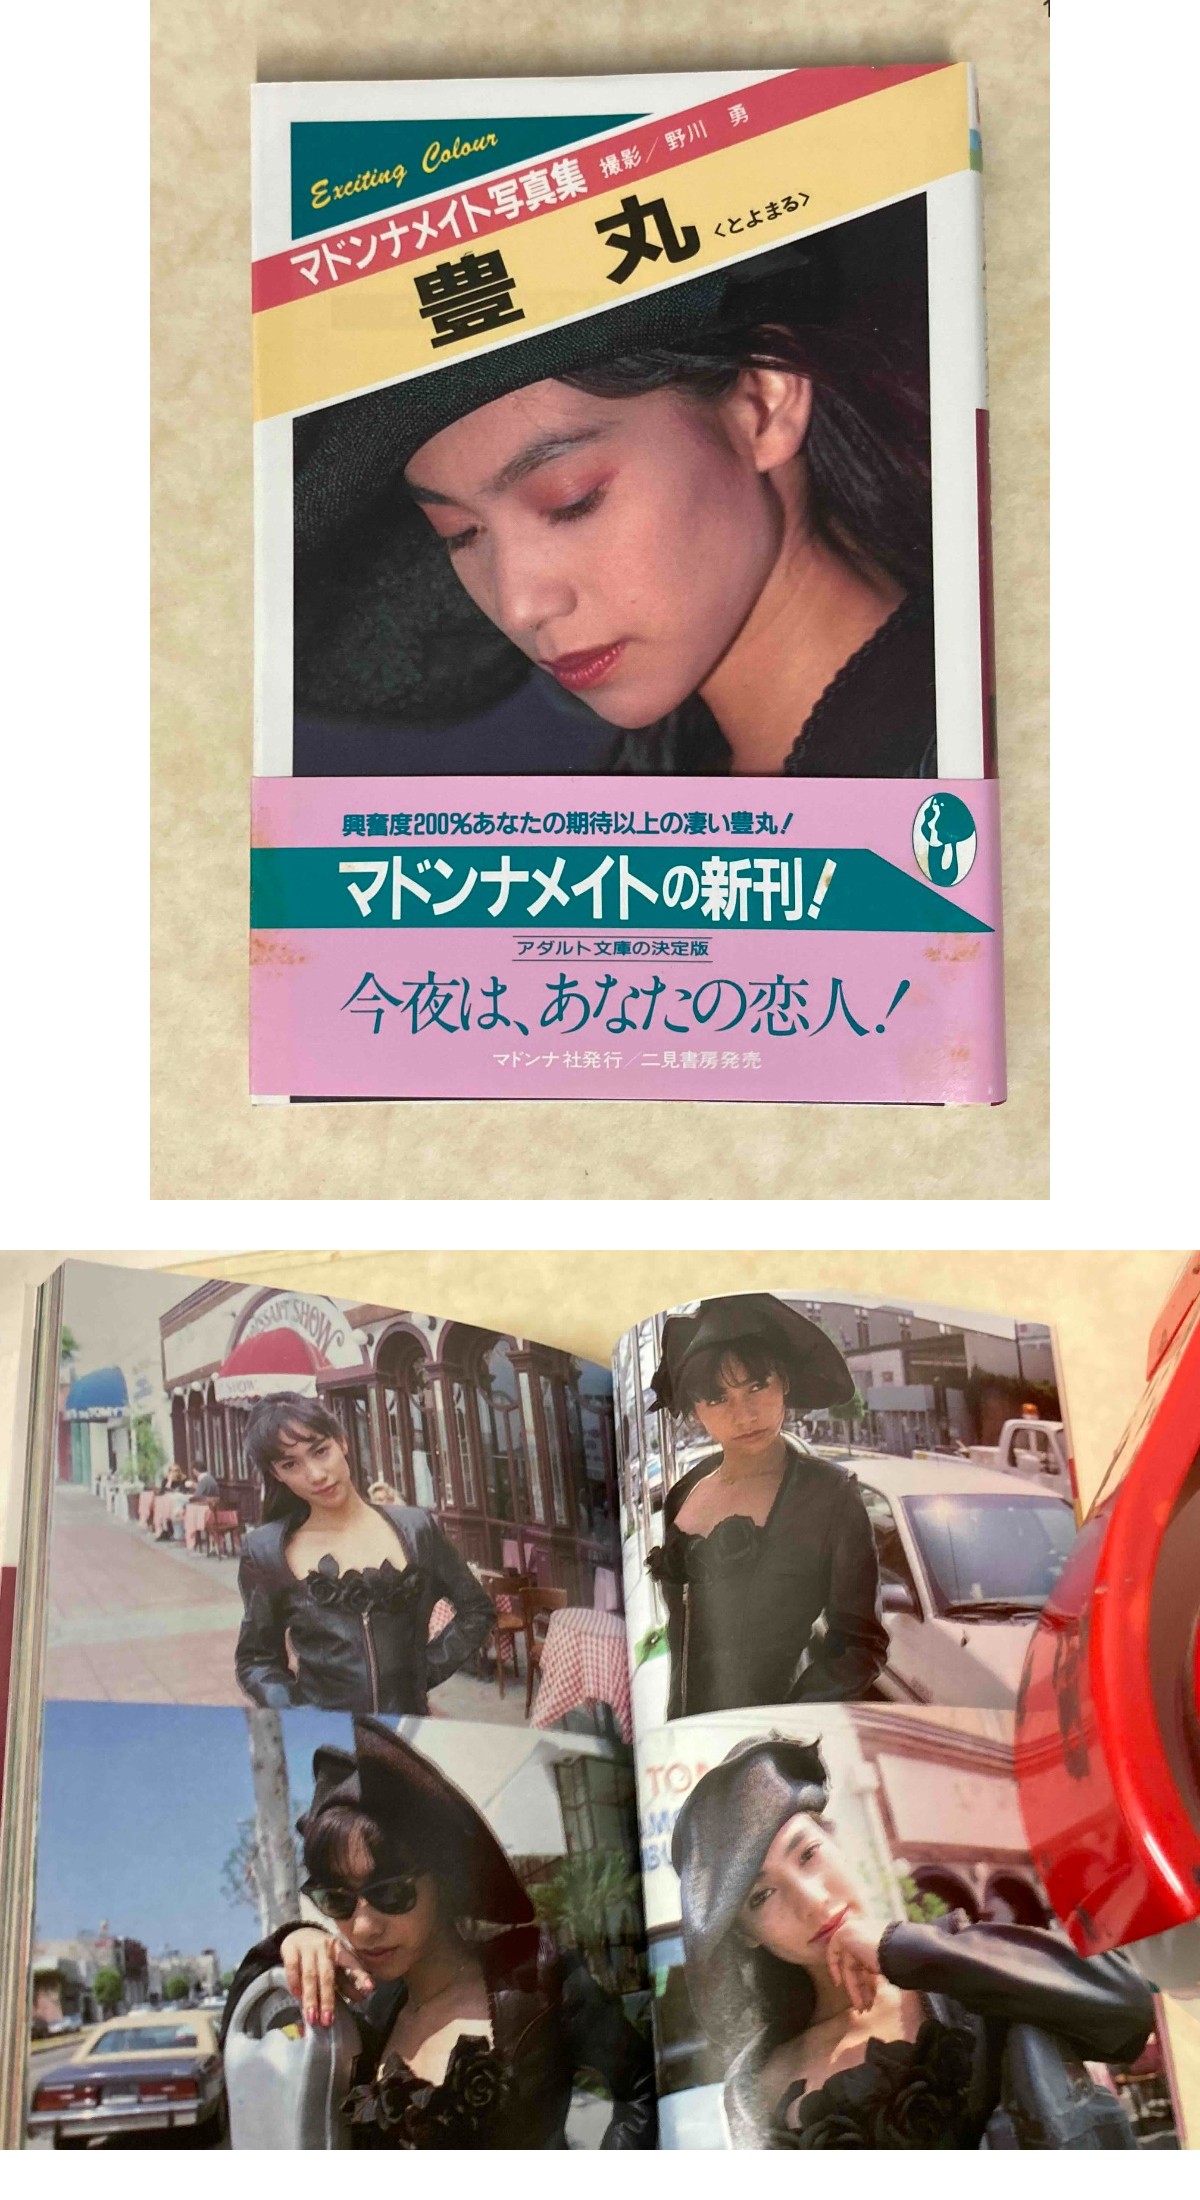 Exciting Colour
マドンナメイト写真集 撮影/野川 勇
豊 丸 〈とよまる〉
興奮度200%あなたの期待以上の凄い豊丸!
マドンナメイトの新刊!
アダルト文庫の決定版
今夜は、あなたの恋人!
マドンナ社発行/二見書房発売
SHOW
SHOW